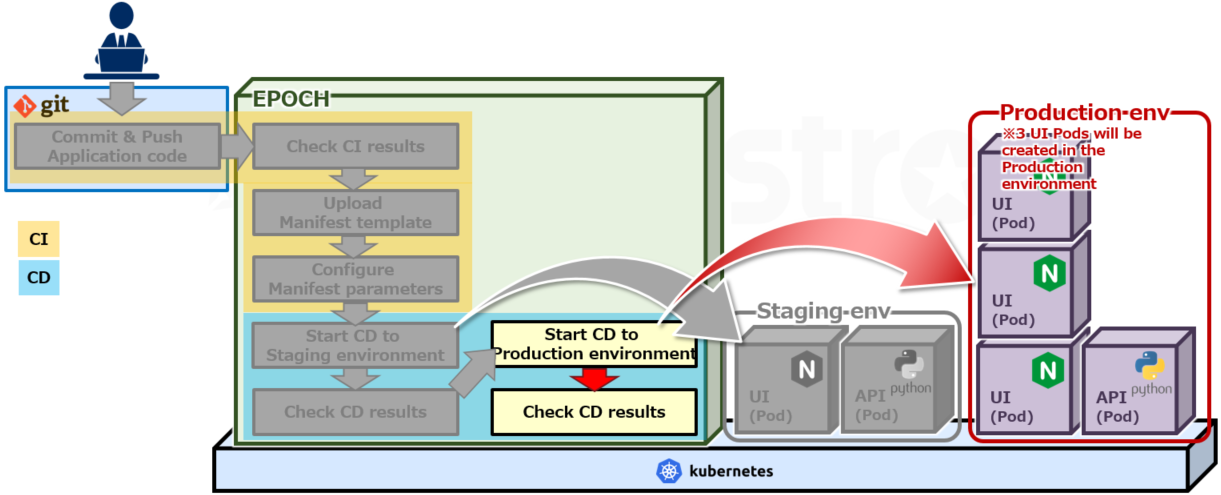 git
Commit & Push
Application code
EPOCH
Check CI results
Upload
Manifest template
Configure
Manifest parameters
Start CD to
Staging environment
Check CD results
Start CD to
Production environment
Check CD results
CI
CD
Staging-env
UI
(Pod)
API
(Pod)
python
Production-env
※3 UI Pods will be
created in the
Production
environment
UI
(Pod)
UI
(Pod)
UI
(Pod)
API
(Pod)
python
kubernetes